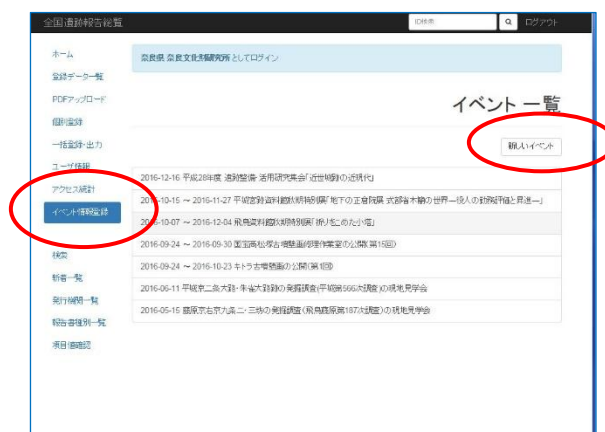 全国遺跡報告総覧
ID検索
ログアウト
ホーム
登録データ一覧
PDFアップロード
個別登録
一括登録・出力
ユーザ情報
アクセス統計
イベント情報登録
検索
新着一覧
発行機関一覧
報告書種別一覧
項目値確認
奈良県 奈良文化財研究所 としてログイン
イベント 一覧
新しいイベント
2016-12-16 平成28年度 遺跡整備・活用研究集会「近世城跡の近現代」
2016-10-15 ～ 2016-11-27 平城宮跡資料館秋期特別展「地下の正倉院展 式部省木簡の世界―役人の勤務評価と昇進―」
2016-10-07 ～ 2016-12-04 飛鳥資料館秋期特別展「祈りをこめた小塔」
2016-09-24 ～ 2016-09-30 国宝高松塚古墳壁画修理作業室の公開(第15回)
2016-09-24 ～ 2016-10-23 キトラ古墳壁画の公開(第1回)
2016-06-11 平城京二条大路・朱雀大路跡の発掘調査(平城第566次調査)の現地見学会
2016-05-15 藤原京右京九条二・三坊の発掘調査(飛鳥藤原第187次調査)の現地見学会